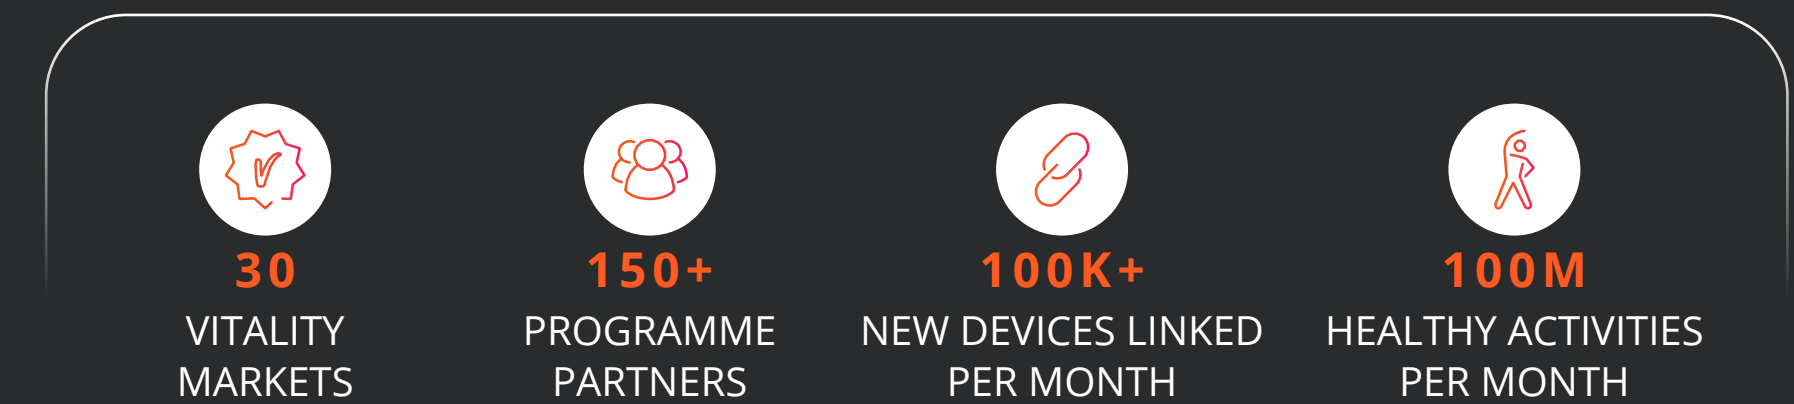 30
VITALITY
MARKETS
150+
PROGRAMME
PARTNERS
100K+
NEW DEVICES LINKED
PER MONTH
100M
HEALTHY ACTIVITIES
PER MONTH